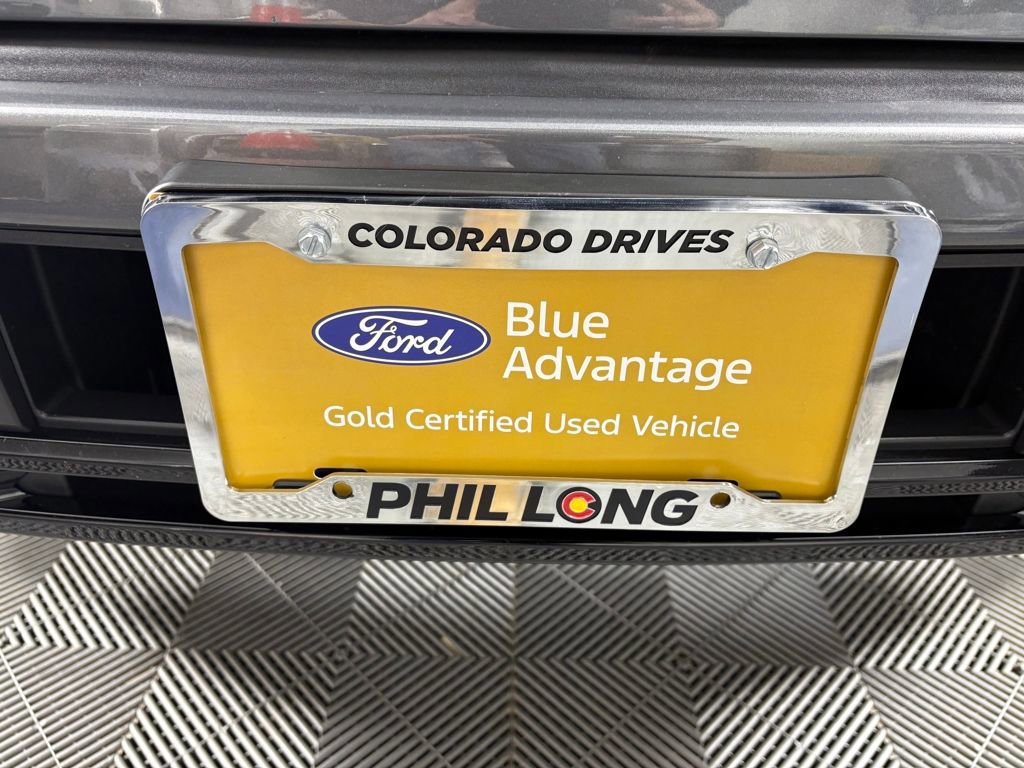 COLORADO DRIVES
Ford
Blue
Advantage
Gold Certified Used Vehicle
PHIL LONG